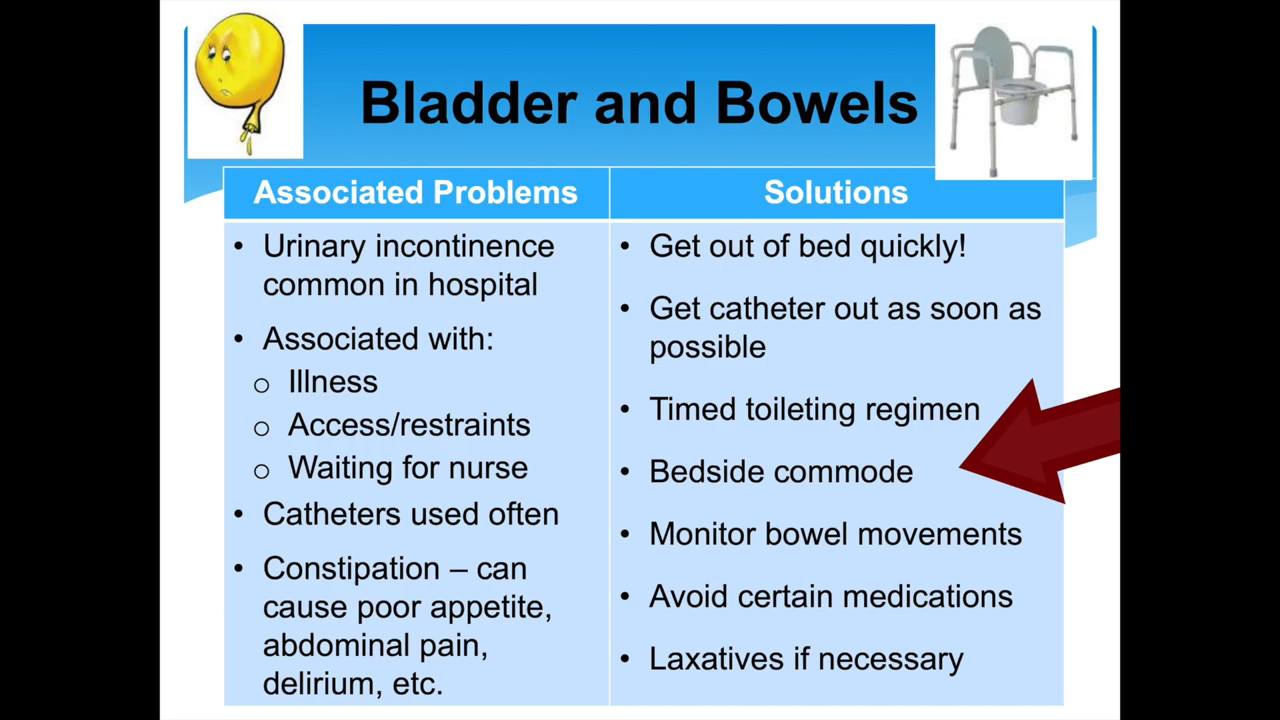 Bladder and Bowels
Associated Problems
• Urinary incontinence
common in hospital
• Associated with:
o Illness
o Access/restraints
o Waiting for nurse
• Catheters used often
• Constipation – can
cause poor appetite,
abdominal pain,
delirium, etc.
Solutions
• Get out of bed quickly!
• Get catheter out as soon as
possible
• Timed toileting regimen
• Bedside commode
• Monitor bowel movements
• Avoid certain medications
• Laxatives if necessary